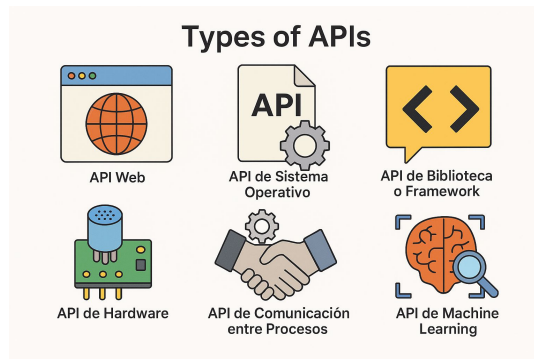 Types of APIs
API
API Web
API de Sistema
Operativo
API de Biblioteca
o Framework
API de Hardware
API de Comunicación
entre Procesos
API de Machine
Learning